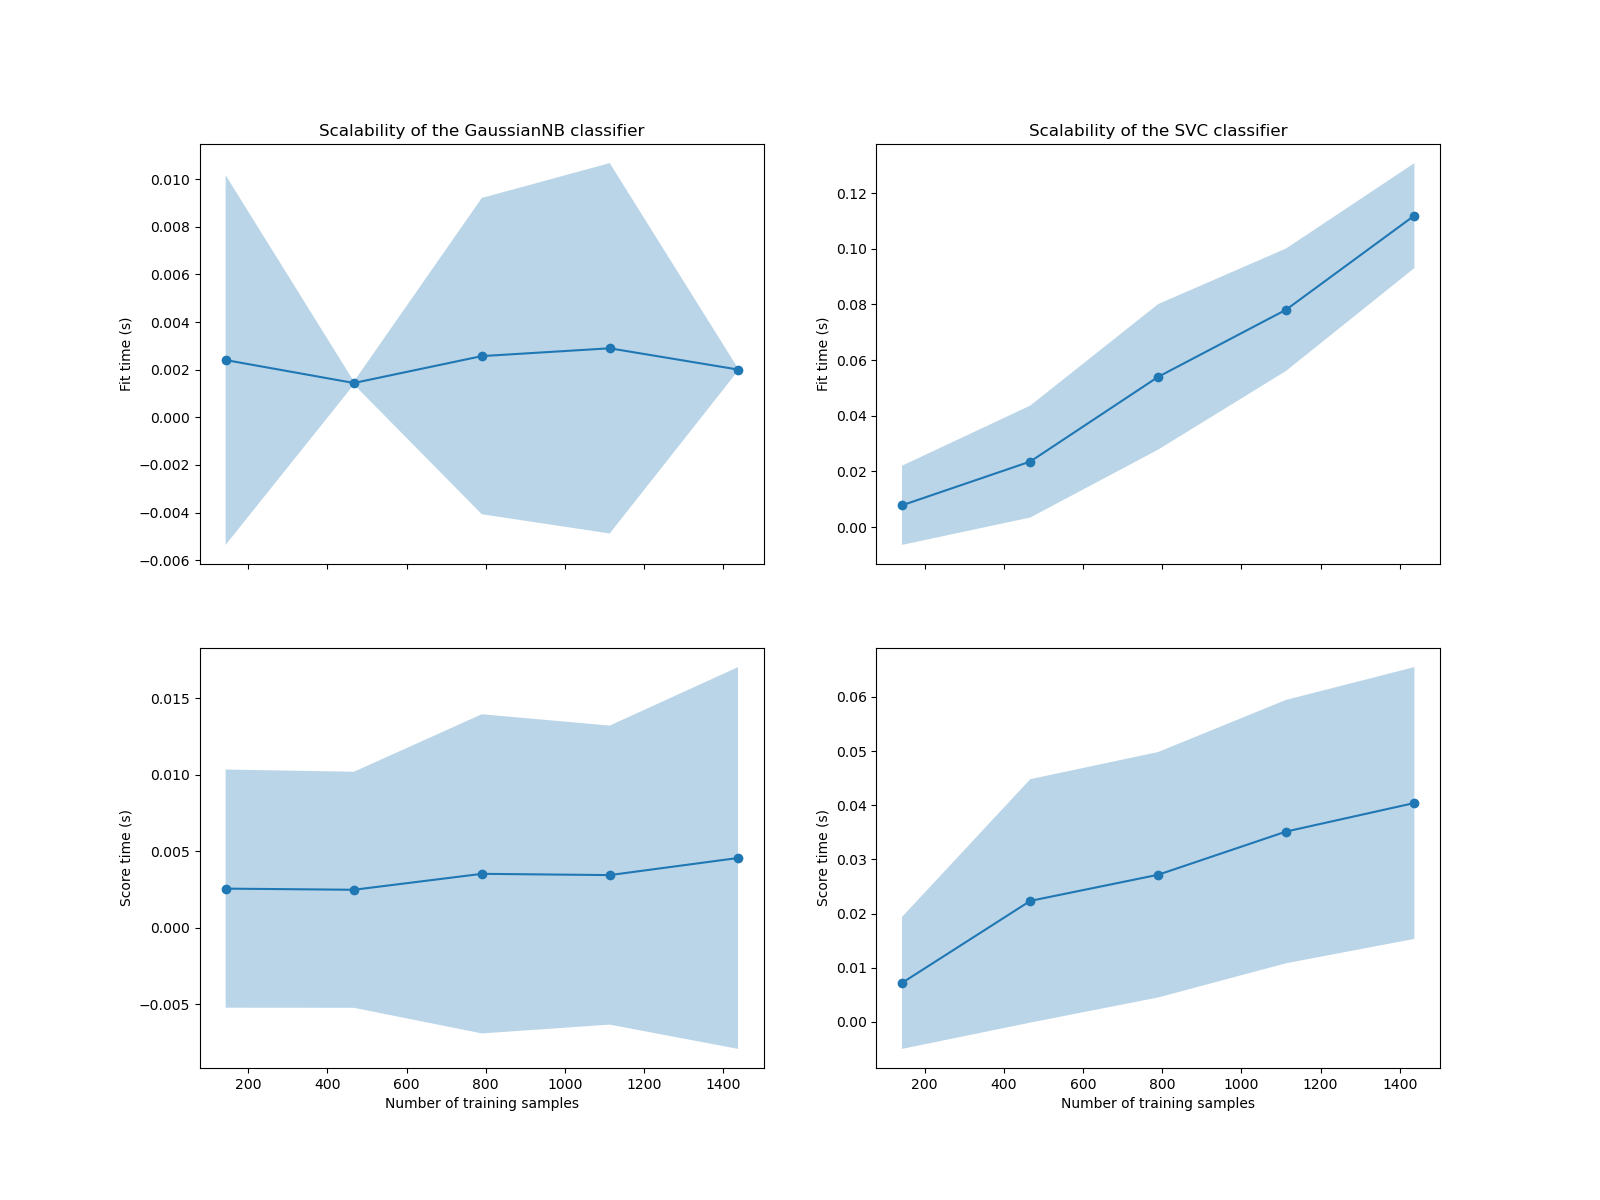 Scalability of the GaussianNB classifier
Fit time (s)
0.010
0.008
0.006
0.004
0.002
0.000
−0.002
−0.004
−0.006
Scalability of the SVC classifier
Fit time (s)
0.12
0.10
0.08
0.06
0.04
0.02
0.00
Score time (s)
0.015
0.010
0.005
0.000
−0.005
200 400 600 800 1000 1200 1400
Number of training samples
Score time (s)
0.06
0.05
0.04
0.03
0.02
0.01
0.00
200 400 600 800 1000 1200 1400
Number of training samples